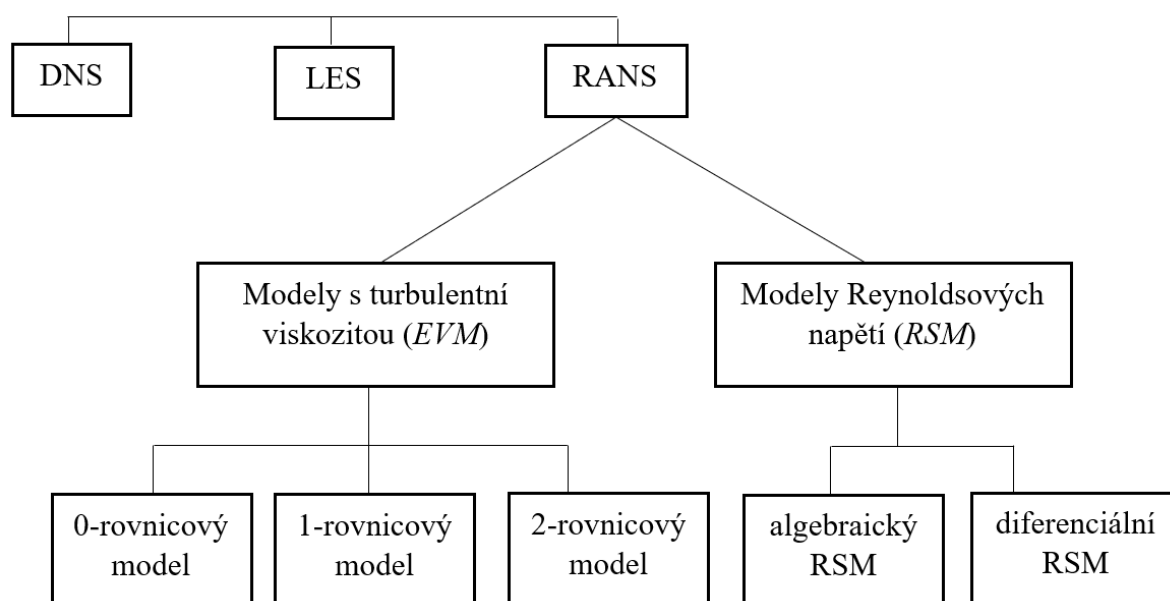 DNS
LES
RANS
Modely s turbulentní
viskozitou (EVM)
Modely Reynoldsových
napětí (RSM)
0-rovnicový
model
1-rovnicový
model
2-rovnicový
model
algebraický
RSM
diferenciální
RSM